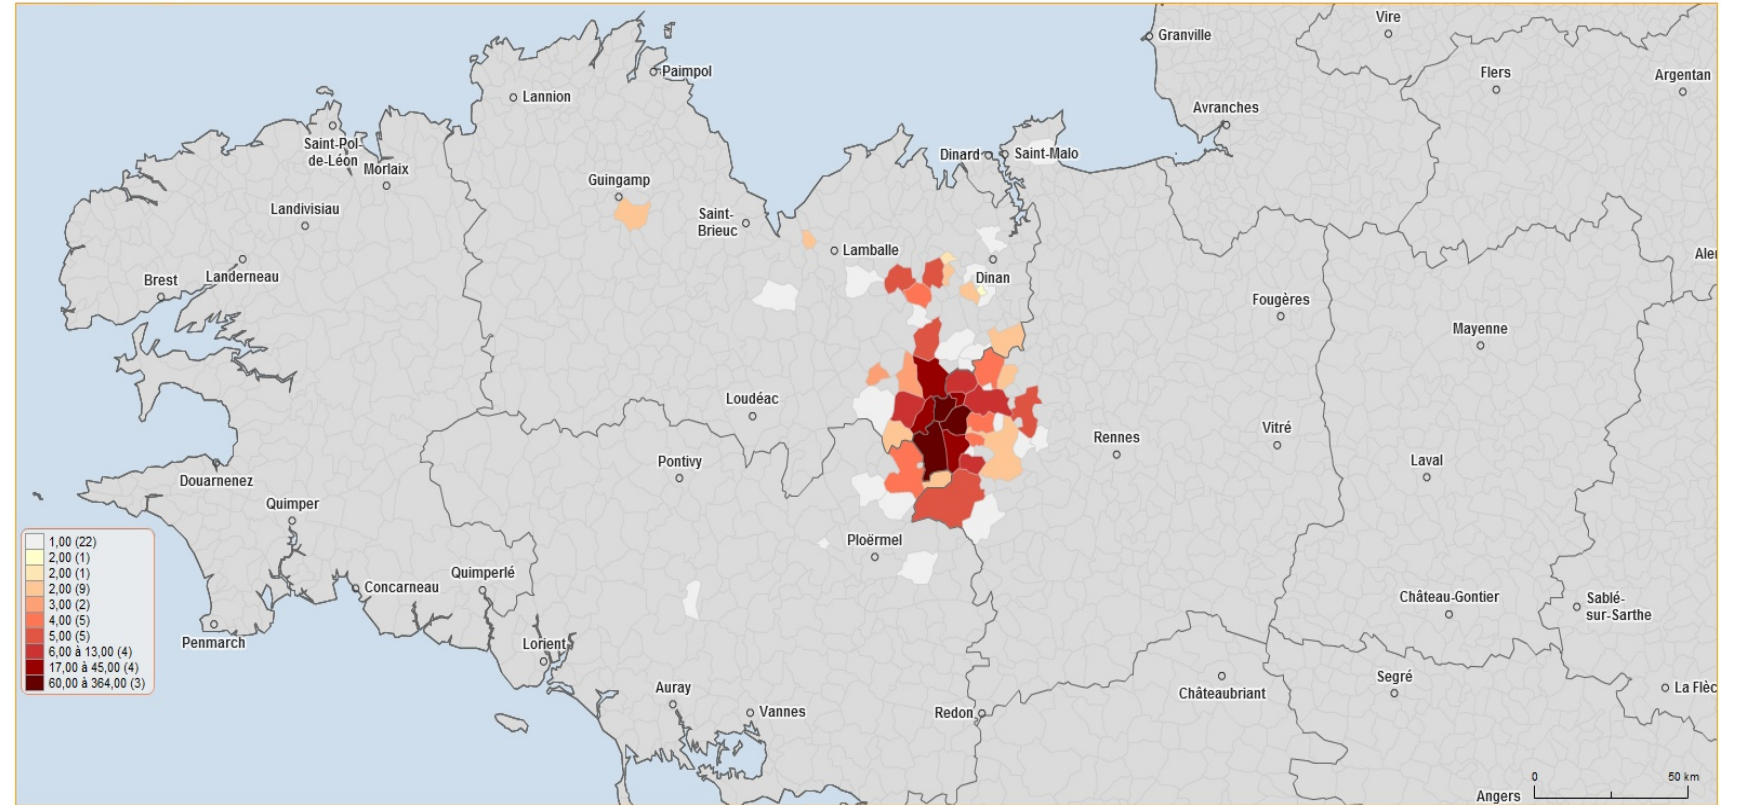 Vire
Granville
Paimpol
Flers
Argentan
Lannion
Avranches
Saint-Pol-
de-Léon
Morlaix
Dinard
Saint-Malo
Guingamp
Landivisiau
Saint-
Brieuc
Lamballe
Aler
Brest
Landerneau
Dinan
Fougères
Mayenne
Loudéac
Rennes
Vitré
Pontivy
Laval
Douarnenez
Quimper
1,00 (22)
2,00 (1)
2,00 (1)
2,00 (9)
3,00 (2)
4,00 (5)
5,00 (5)
6,00 à 13,00 (4)
17,00 à 45,00 (4)
60,00 à 364,00 (3)
Ploërmel
Concarneau
Quimperlé
Château-Gontier
Sablé-
sur-Sarthe
Penmarch
Lorient
Auray
Vannes
Redon
Châteaubriant
Segré
La Flèc
0
50 km
Angers